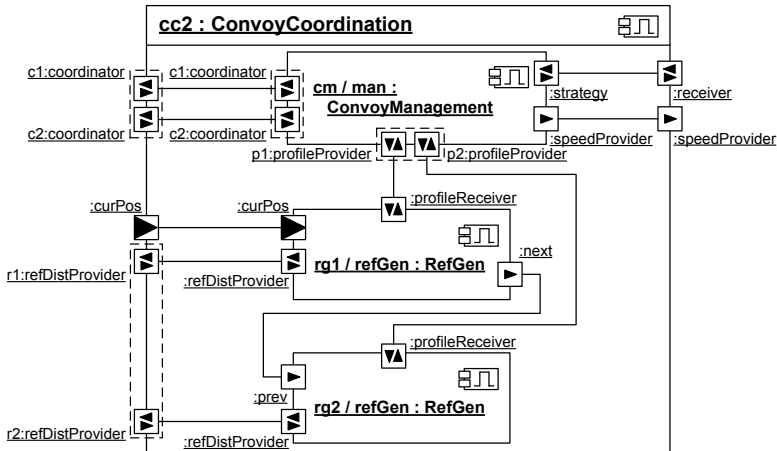 cc2 : ConvoyCoordination
c1:coordinator
c1:coordinator
cm / man :
ConvoyManagement
:strategy
:receiver
c2:coordinator
c2:coordinator
:speedProvider
:speedProvider
p1:profileProvider
p2:profileProvider
:curPos
:curPos
:profileReceiver
:next
r1:refDistProvider
:refDistProvider
rg1 / refGen : RefGen
:profileReceiver
:prev
rg2 / refGen : RefGen
r2:refDistProvider
:refDistProvider